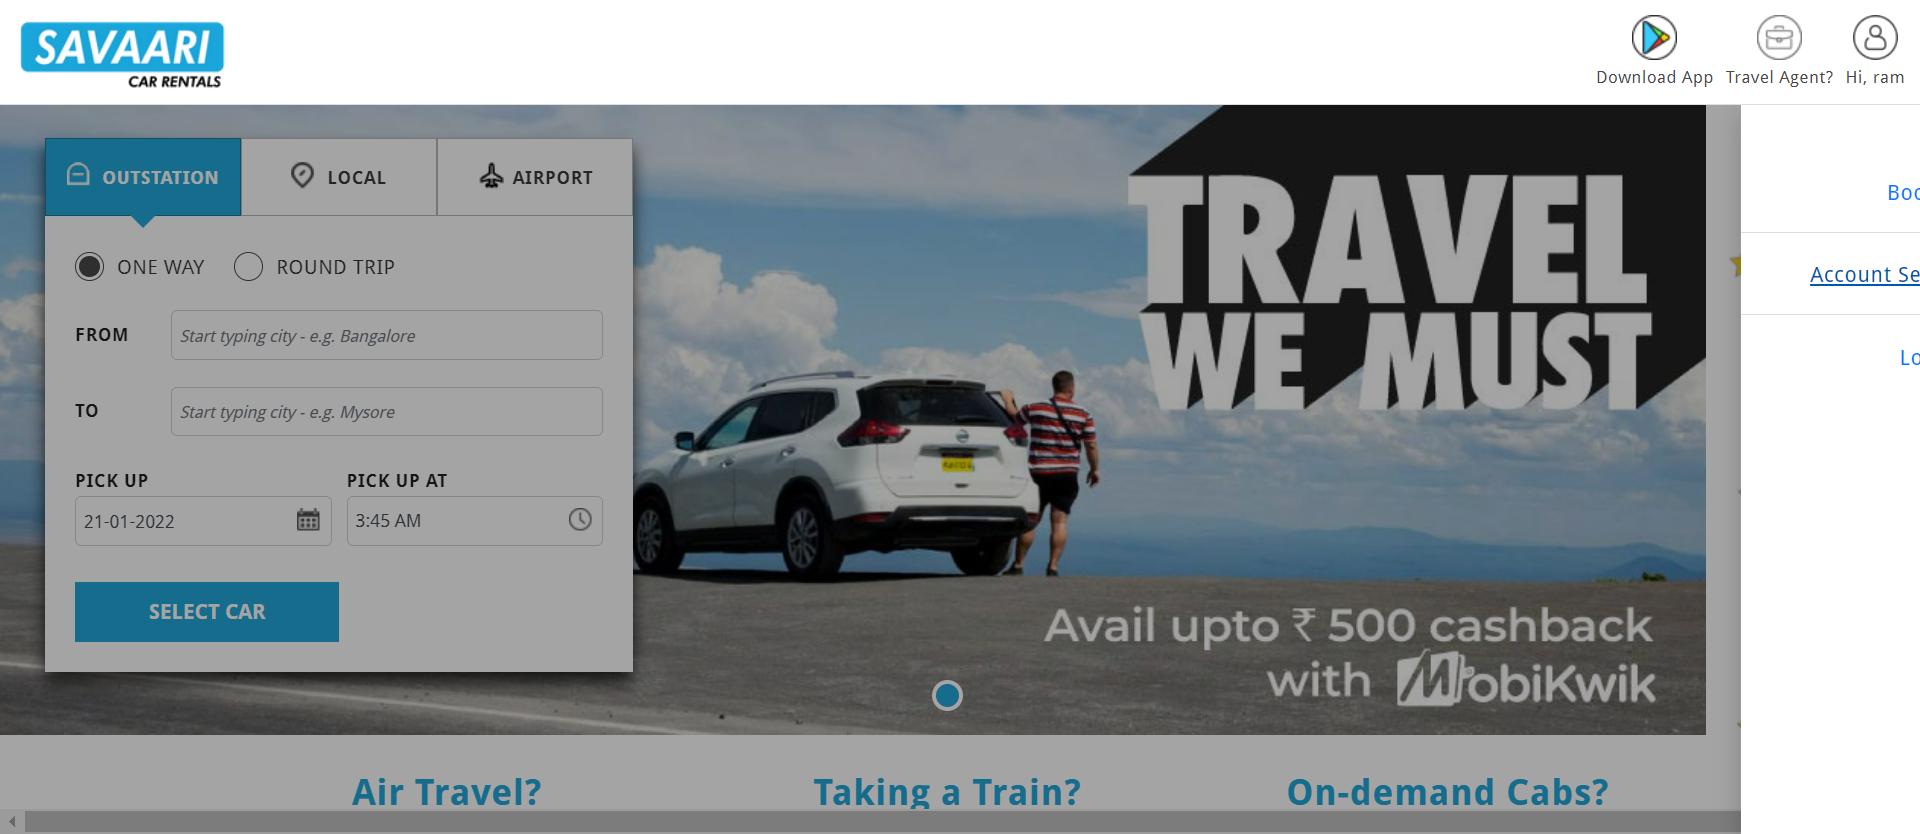 SAVAARI
CAR RENTALS
Download App
Travel Agent?
Hi, ram
OUTSTATION
LOCAL
AIRPORT
ONE WAY
ROUND TRIP
FROM
Start typing city - e.g. Bangalore
TO
Start typing city - e.g. Mysore
PICK UP
PICK UP AT
21-01-2022
3:45 AM
SELECT CAR
TRAVEL
WE MUST
Avail upto ₹ 500 cashback
with MobiKwik
Boo
Account Se
Lo
Air Travel?
Taking a Train?
On-demand Cabs?